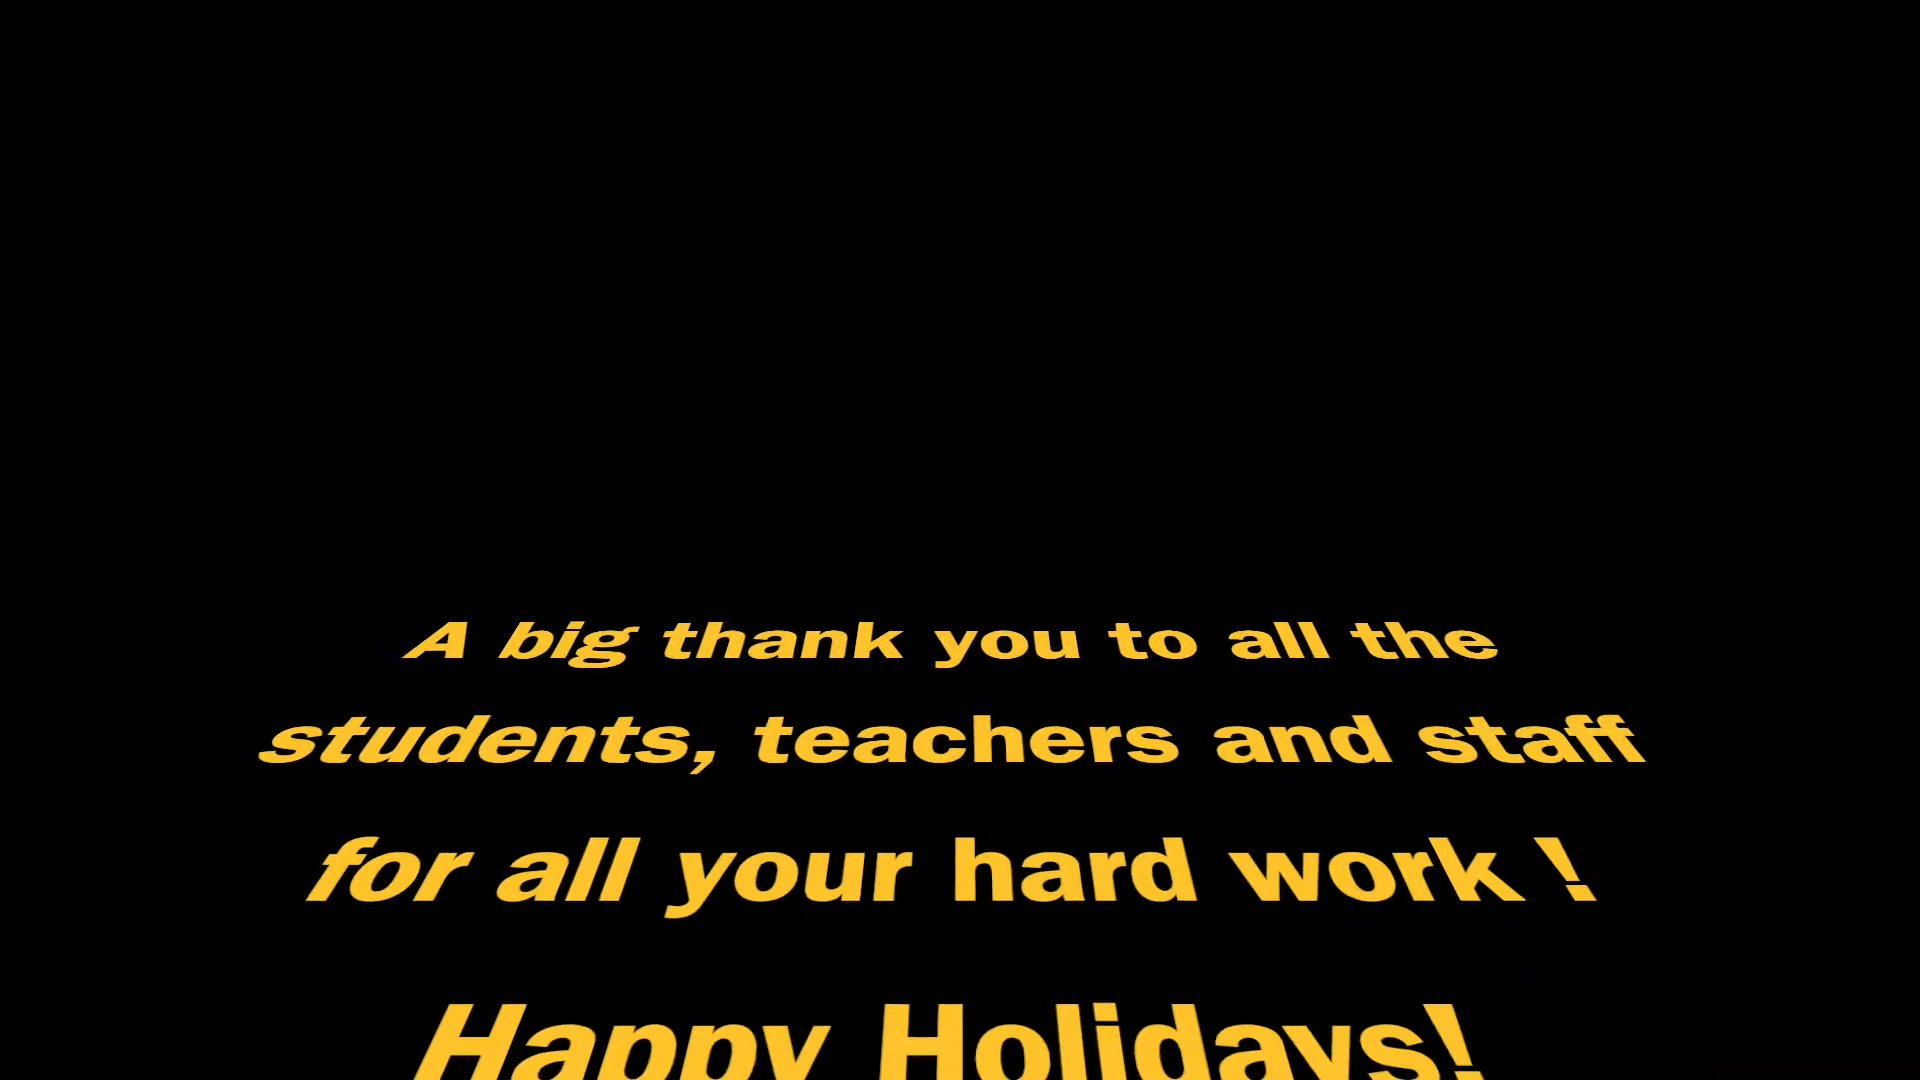 A big thank you to all the
students, teachers and staff
for all your hard work !
Happy Holidays!